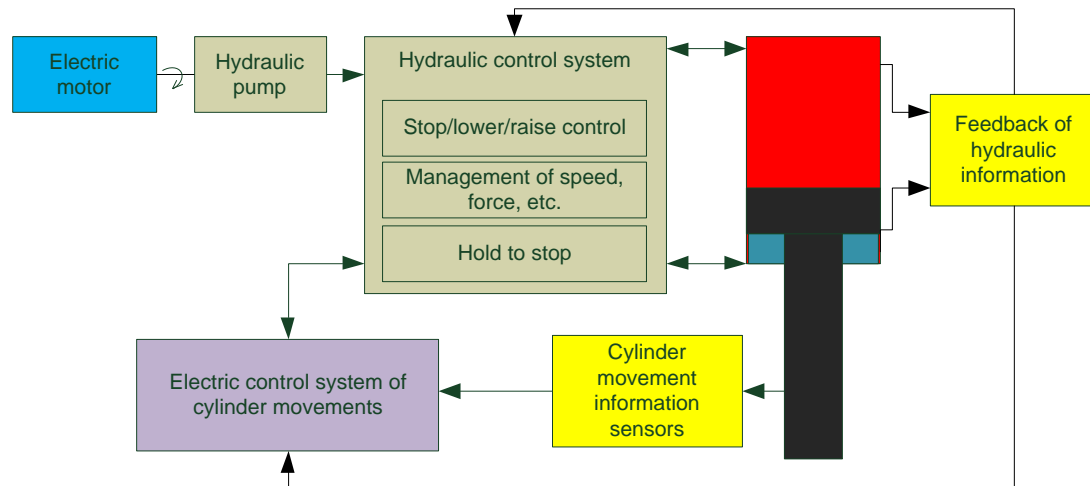 Electric
motor
Hydraulic
pump
Hydraulic control system
Stop/lower/raise control
Management of speed,
force, etc.
Hold to stop
Feedback of
hydraulic
information
Electric control system of
cylinder movements
Cylinder
movement
information
sensors